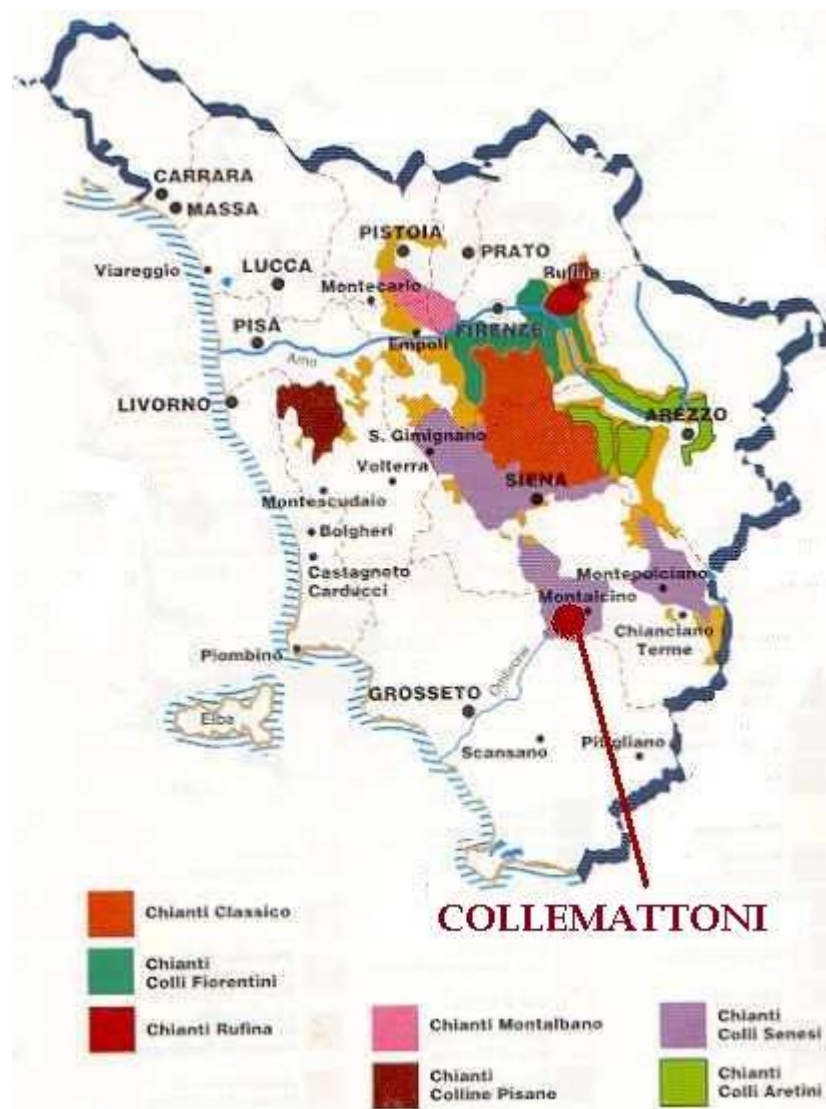 CARRARA
MASSA
PISTOIA
PRATO
Viareggio
LUCCA
Rufina
Montecarlo
PISA
FIRENZE
Empoli
Arno
LIVORNO
AREZZO
S. Gimignano
Volterra
SIENA
Montescudaio
Bolgheri
Castagneto
Carducci
Montepolciano
Montalcino
Chianciano
Terme
Piombino
Ombrone
GROSSETO
Elba
Scansano
Pitigliano
COLLEMATTONI
Chianti Classico
Chianti
Colli Fiorentini
Chianti Rufina
Chianti Montalbano
Chianti
Colline Pisane
Chianti
Colli Senesi
Chianti
Colli Aretini